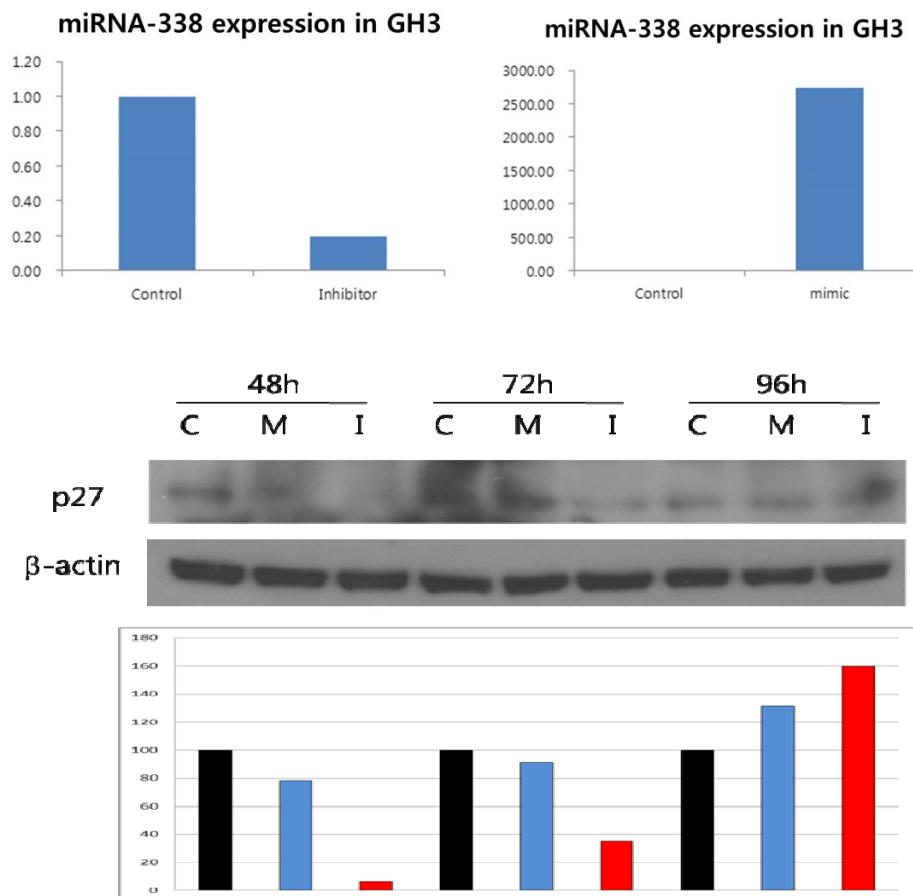 miRNA-338 expression in GH3
1.20
1.00
0.80
0.60
0.40
0.20
0.00
Control
Inhibitor
miRNA-338 expression in GH3
3000.00
2500.00
2000.00
1500.00
1000.00
500.00
0.00
Control
mimic
48h
72h
96h
C M I C M I C M I
p27
β-actin
180
160
140
120
100
80
60
40
20
0